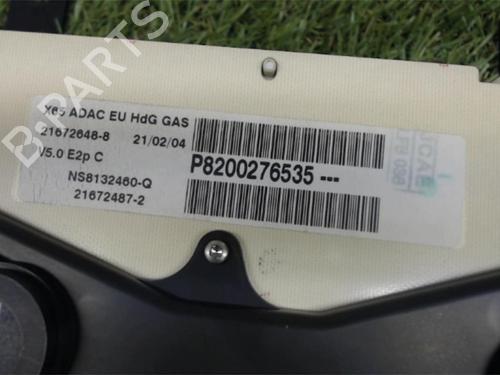 B-PARTS
X65 ADAC EU HdG GAS
21672648-8 21/02/04
V5.0 E2p C
NS8132460-Q
21672487-2
P8200276535---